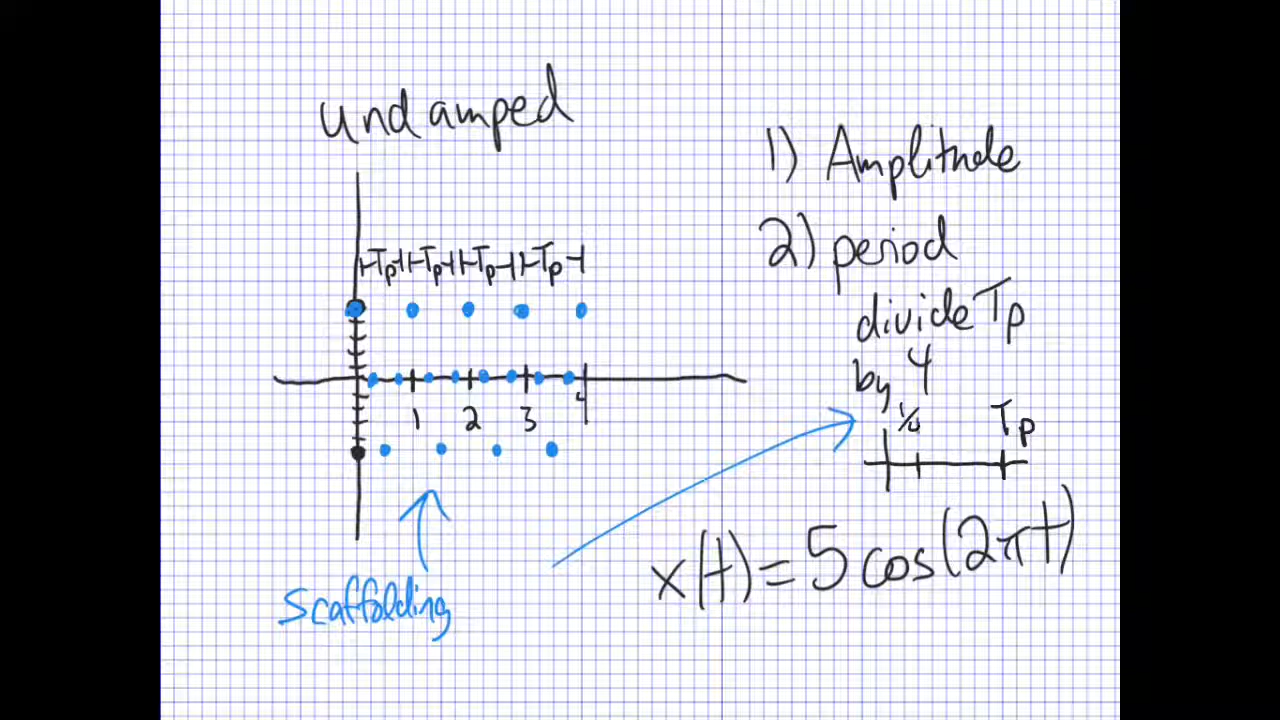 undamped
1) Amplitude
2) period
divide Tp
by 4
Tp Tp Tp Tp
1 2 3 4
1/4 Tp
x(t) = 5 cos(2πt)
Scaffolding